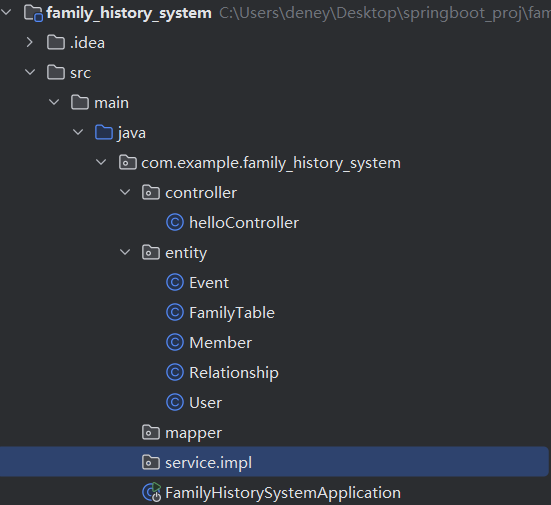 family_history_system C:\Users\deney\Desktop\springboot_proj\fam
.idea
src
main
java
com.example.family_history_system
controller
helloController
entity
Event
FamilyTable
Member
Relationship
User
mapper
service.impl
FamilyHistorySystemApplication